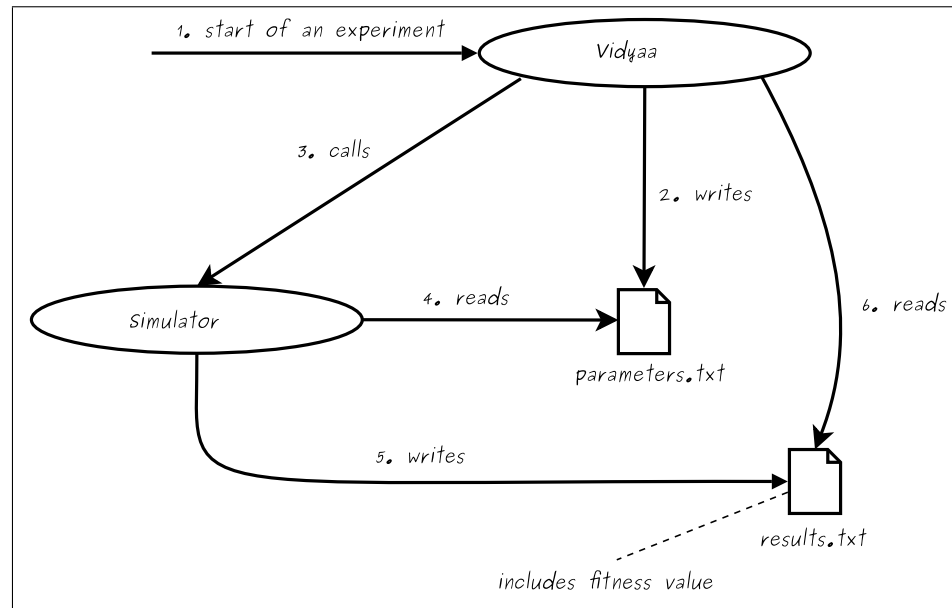 1. start of an experiment
Vidyaa
3. calls
2. writes
4. reads
6. reads
Simulator
parameters.txt
5. writes
results.txt
includes fitness value